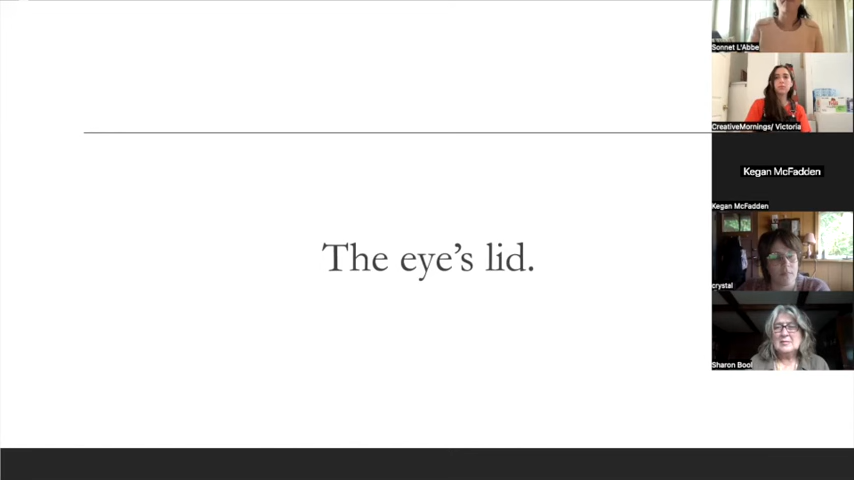 Sonnet L'Abbe
CreativeMornings/ Victoria
The eye's lid.
Kegan McFadden
Kegan McFadden
crystal
Sharon Bool